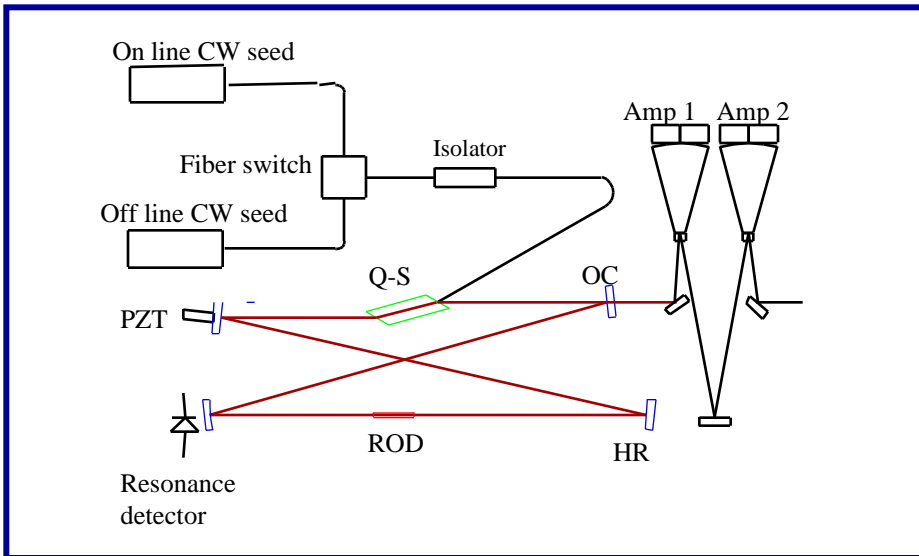 On line CW seed
Amp 1
Amp 2
Fiber switch
Isolator
Off line CW seed
Q-S
OC
PZT
ROD
HR
Resonance
detector